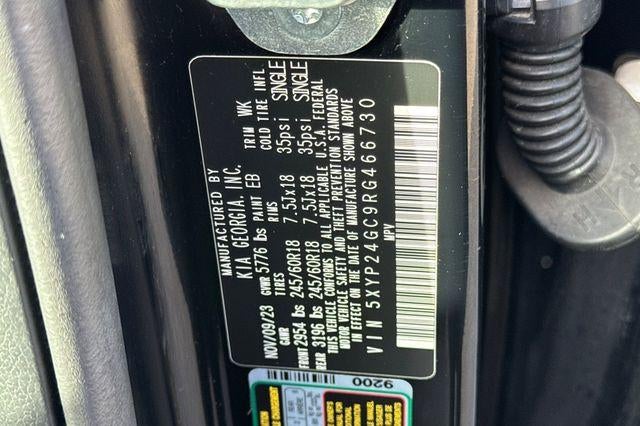 MANUFACTURED BY
KIA GEORGIA, INC.
NOV/09/23 GVWR 5776 lbs PAINT EB TRIM WK
GWR TIRES RIMS COLD TIRE INFL
FRONT 2954 lbs 245/60R18 7.5Jx18 35psi SINGLE
REAR 3196 lbs 245/60R18 7.5Jx18 35psi SINGLE
THIS VEHICLE CONFORMS TO ALL APPLICABLE U.S.A. FEDERAL
MOTOR VEHICLE SAFETY AND THEFT PREVENTION STANDARDS
IN EFFECT ON THE DATE OF MANUFACTURE SHOWN ABOVE
VIN 5XYP24GC9RG466730
MPV
9200